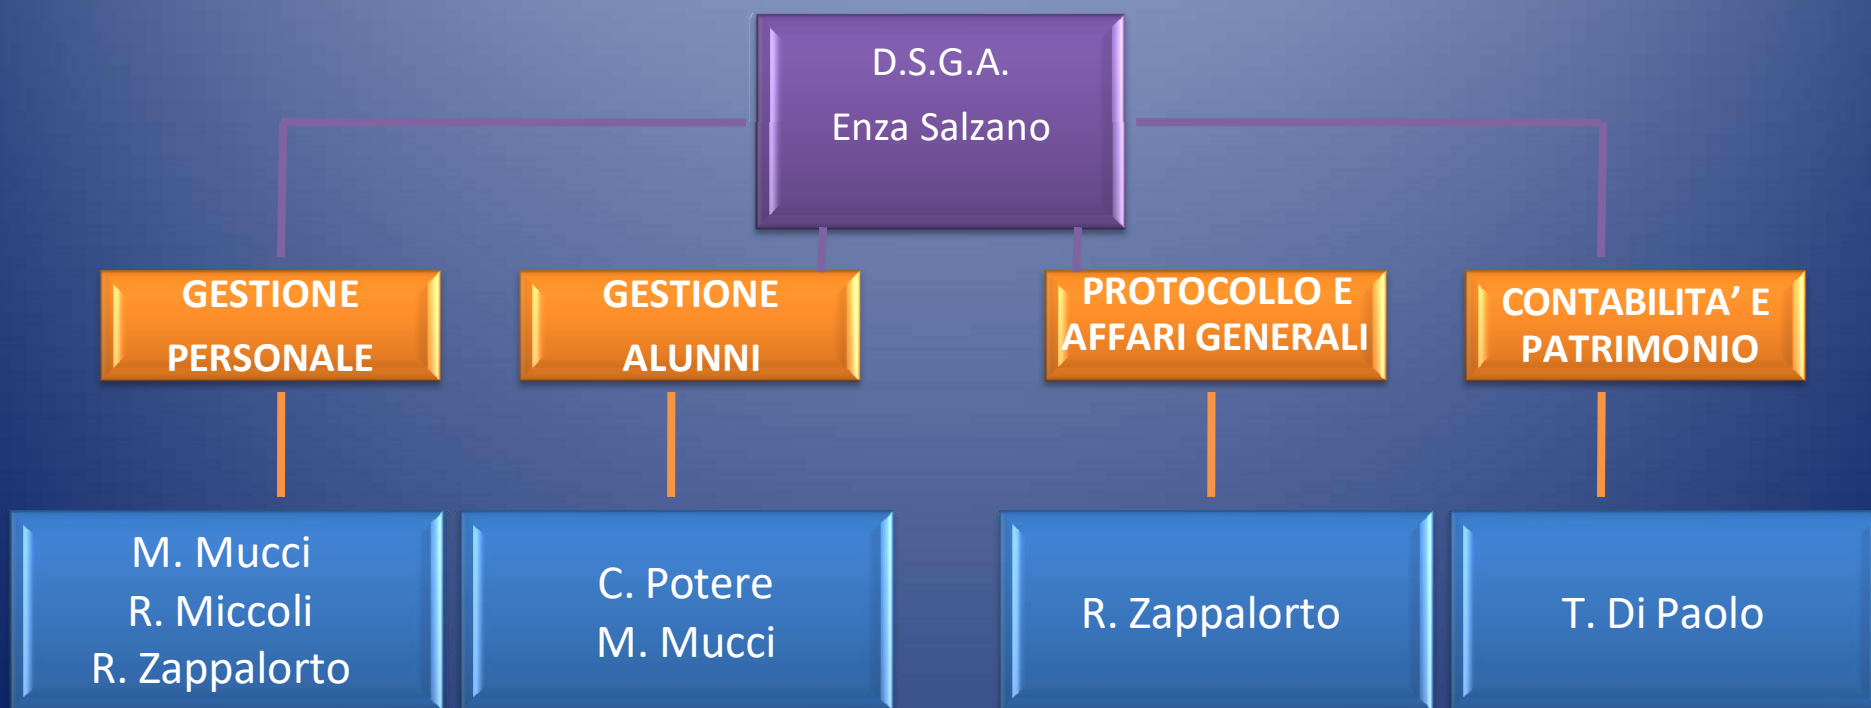 D.S.G.A.
Enza Salzano
GESTIONE
PERSONALE
GESTIONE
ALUNNI
PROTOCOLLO E
AFFARI GENERALI
CONTABILITA’ E
PATRIMONIO
M. Mucci
R. Miccoli
R. Zappalorto
C. Potere
M. Mucci
R. Zappalorto
T. Di Paolo